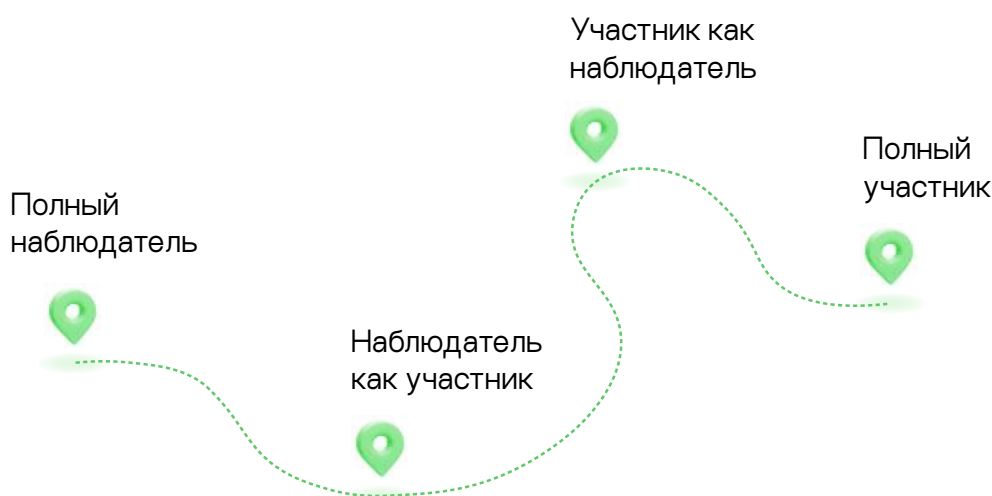 Полный
наблюдатель
Наблюдатель
как участник
Участник как
наблюдатель
Полный
участник